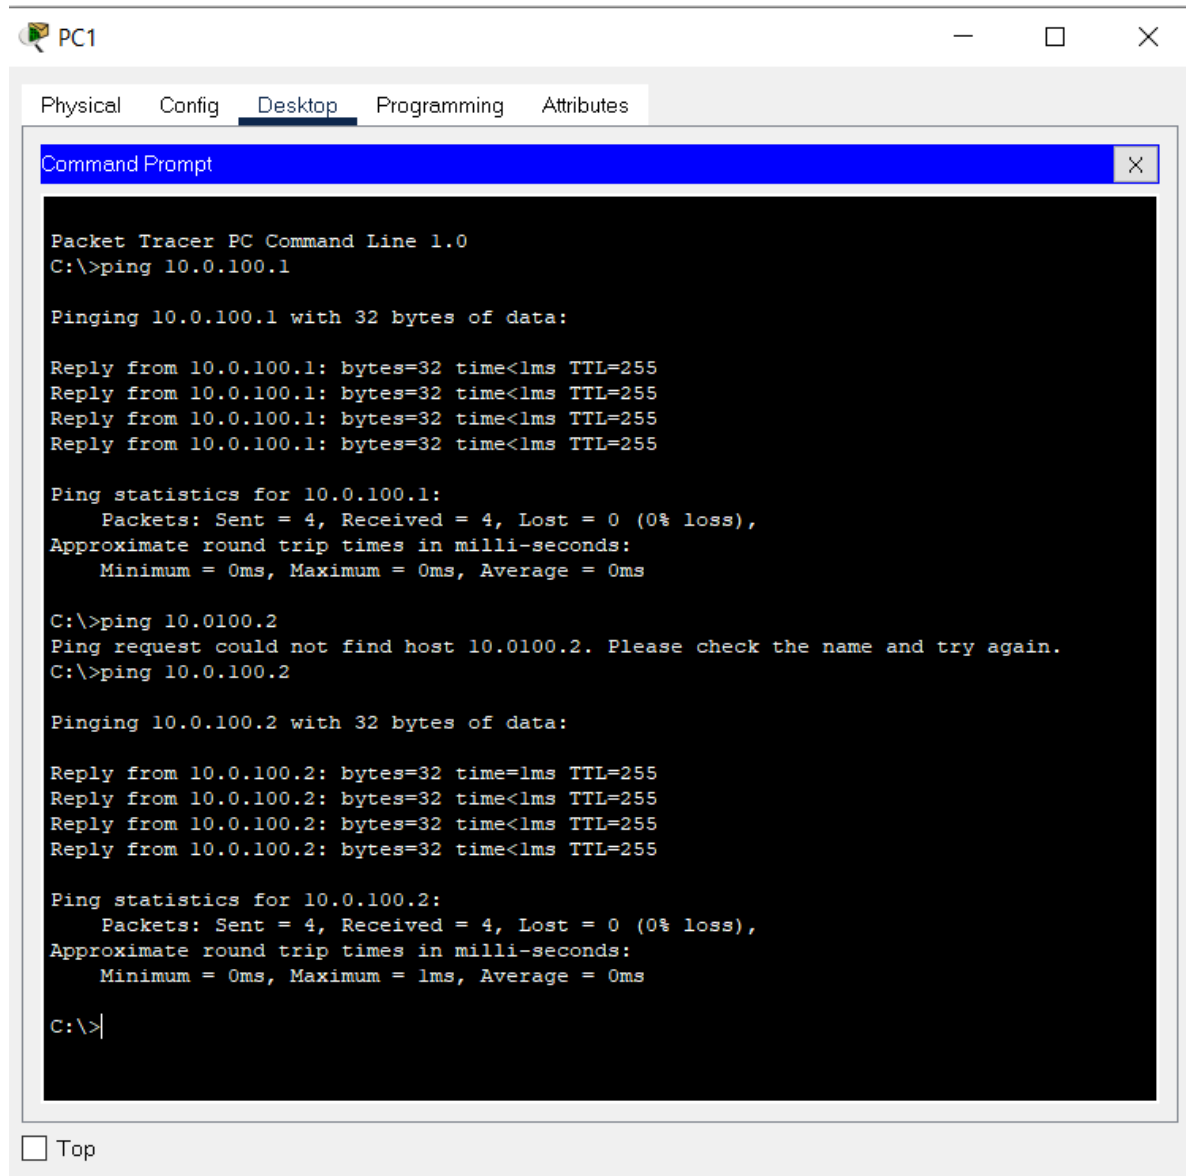 PC1
Physical Config Desktop Programming Attributes
Command Prompt
X
Packet Tracer PC Command Line 1.0
C:\>ping 10.0.100.1
Pinging 10.0.100.1 with 32 bytes of data:
Reply from 10.0.100.1: bytes=32 time<1ms TTL=255
Reply from 10.0.100.1: bytes=32 time<1ms TTL=255
Reply from 10.0.100.1: bytes=32 time<1ms TTL=255
Reply from 10.0.100.1: bytes=32 time<1ms TTL=255
Ping statistics for 10.0.100.1:
Packets: Sent = 4, Received = 4, Lost = 0 (0% loss),
Approximate round trip times in milli-seconds:
Minimum = 0ms, Maximum = 0ms, Average = 0ms
C:\>ping 10.0100.2
Ping request could not find host 10.0100.2. Please check the name and try again.
C:\>ping 10.0.100.2
Pinging 10.0.100.2 with 32 bytes of data:
Reply from 10.0.100.2: bytes=32 time=1ms TTL=255
Reply from 10.0.100.2: bytes=32 time<1ms TTL=255
Reply from 10.0.100.2: bytes=32 time<1ms TTL=255
Reply from 10.0.100.2: bytes=32 time<1ms TTL=255
Ping statistics for 10.0.100.2:
Packets: Sent = 4, Received = 4, Lost = 0 (0% loss),
Approximate round trip times in milli-seconds:
Minimum = 0ms, Maximum = 1ms, Average = 0ms
C:\>
Top